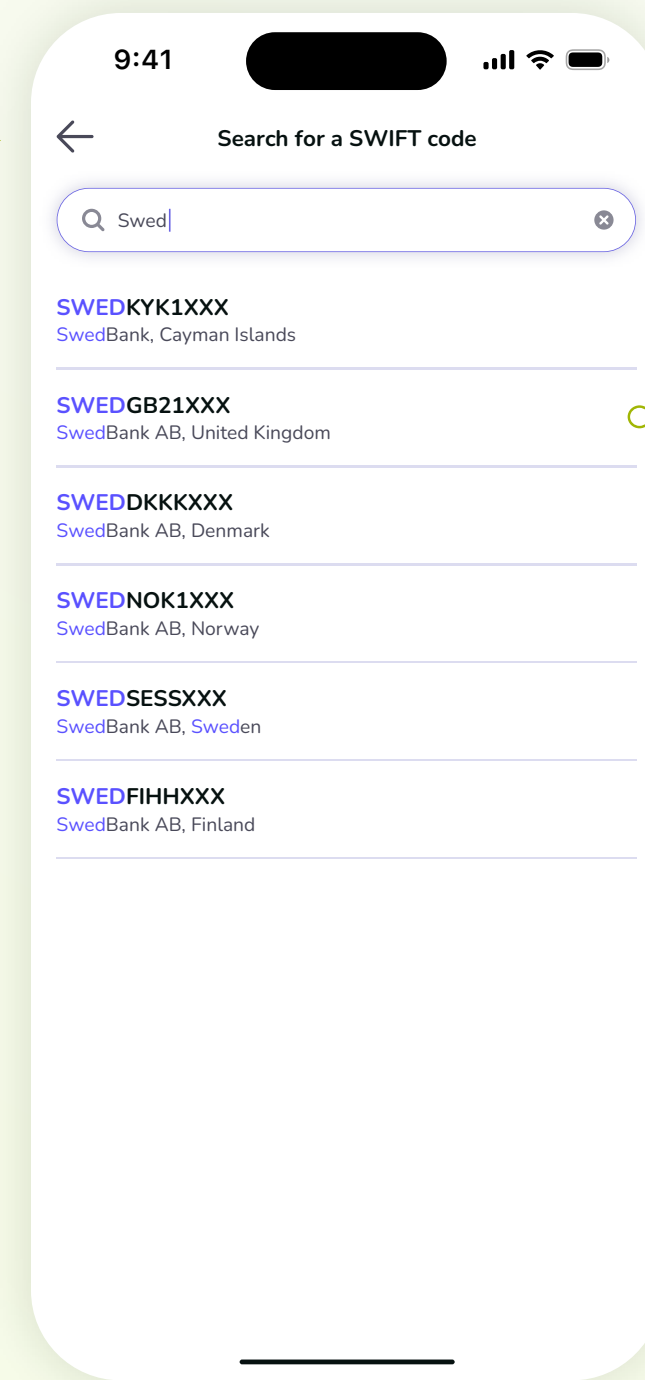 9:41
Search for a SWIFT code
Swed
SWEDKYK1XXX
SwedBank, Cayman Islands
SWEDGB21XXX
SwedBank AB, United Kingdom
SWEDDKKKXXX
SwedBank AB, Denmark
SWEDNOK1XXX
SwedBank AB, Norway
SWEDSESSXXX
SwedBank AB, Sweden
SWEDFIHHXXX
SwedBank AB, Finland